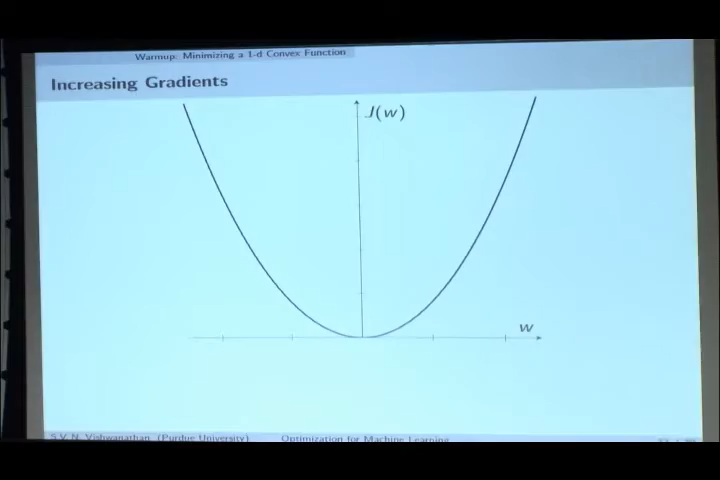 Warmup: Minimizing a 1-d Convex Function
Increasing Gradients
J(w)
w
S.V. N. Vishwanathan (Purdue University) Optimization for Machine Learning